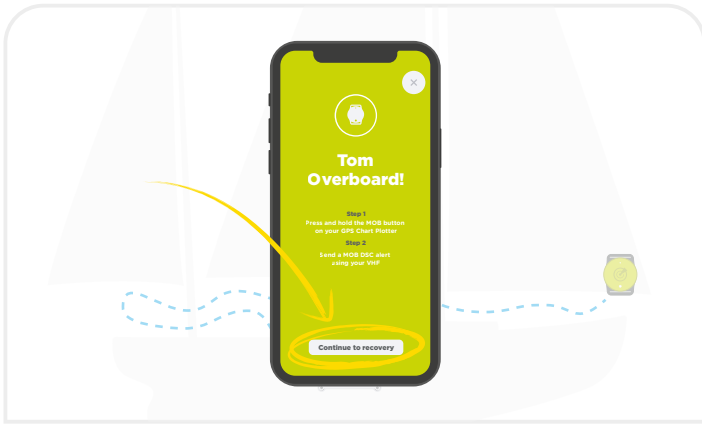 Tom
Overboard!
Step 1
Press and hold the MOB button
on your GPS Chart Plotter
Step 2
Send a MOB DSC alert
using your VHF
Continue to recovery